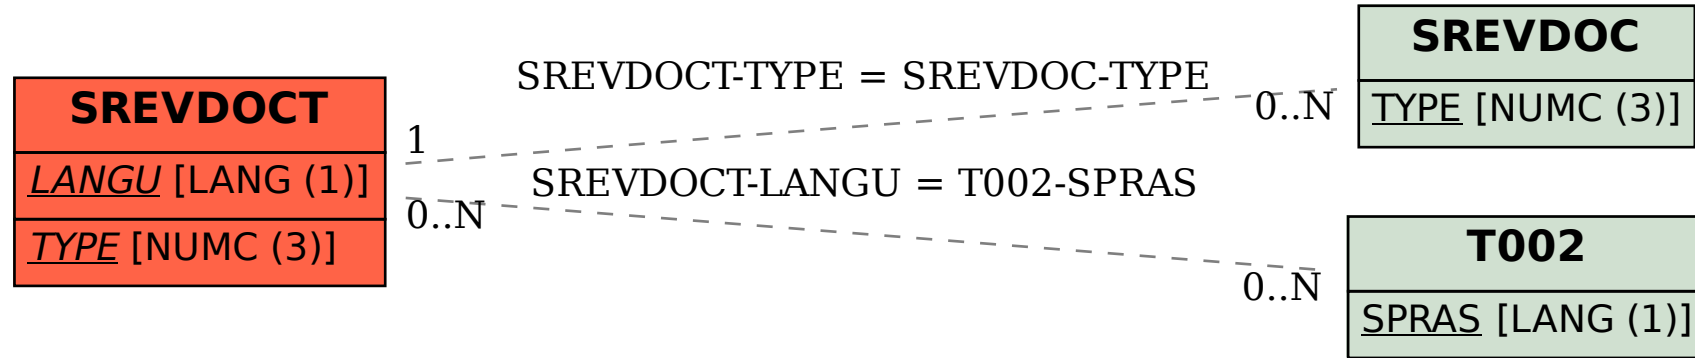 SREVDOCT
LANGU [LANG (1)]
TYPE [NUMC (3)]
SREVDOCT-TYPE = SREVDOC-TYPE
1
0..N
SREVDOCT-LANGU = T002-SPRAS
0..N
0..N
SREVDOC
TYPE [NUMC (3)]
T002
SPRAS [LANG (1)]